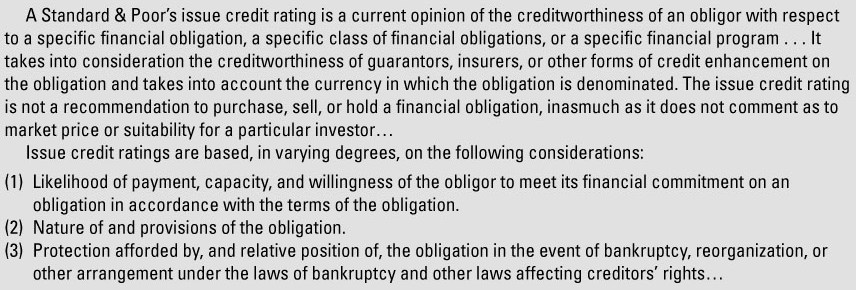 A Standard & Poor’s issue credit rating is a current opinion of the creditworthiness of an obligor with respect
to a specific financial obligation, a specific class of financial obligations, or a specific financial program . . . It
takes into consideration the creditworthiness of guarantors, insurers, or other forms of credit enhancement on
the obligation and takes into account the currency in which the obligation is denominated. The issue credit rating
is not a recommendation to purchase, sell, or hold a financial obligation, inasmuch as it does not comment as to
market price or suitability for a particular investor…
Issue credit ratings are based, in varying degrees, on the following considerations:
(1) Likelihood of payment, capacity, and willingness of the obligor to meet its financial commitment on an
obligation in accordance with the terms of the obligation.
(2) Nature of and provisions of the obligation.
(3) Protection afforded by, and relative position of, the obligation in the event of bankruptcy, reorganization, or
other arrangement under the laws of bankruptcy and other laws affecting creditors’ rights…